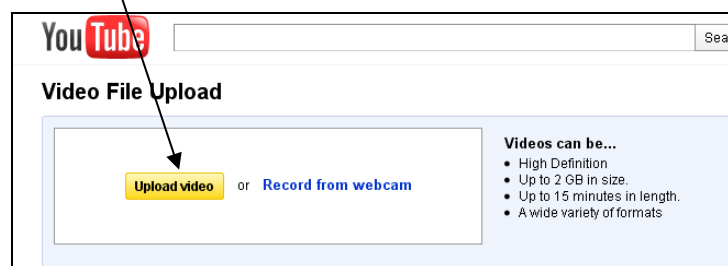 YouTube
Sea
Video File Upload
Upload video or Record from webcam
Videos can be...
• High Definition
• Up to 2 GB in size.
• Up to 15 minutes in length.
• A wide variety of formats